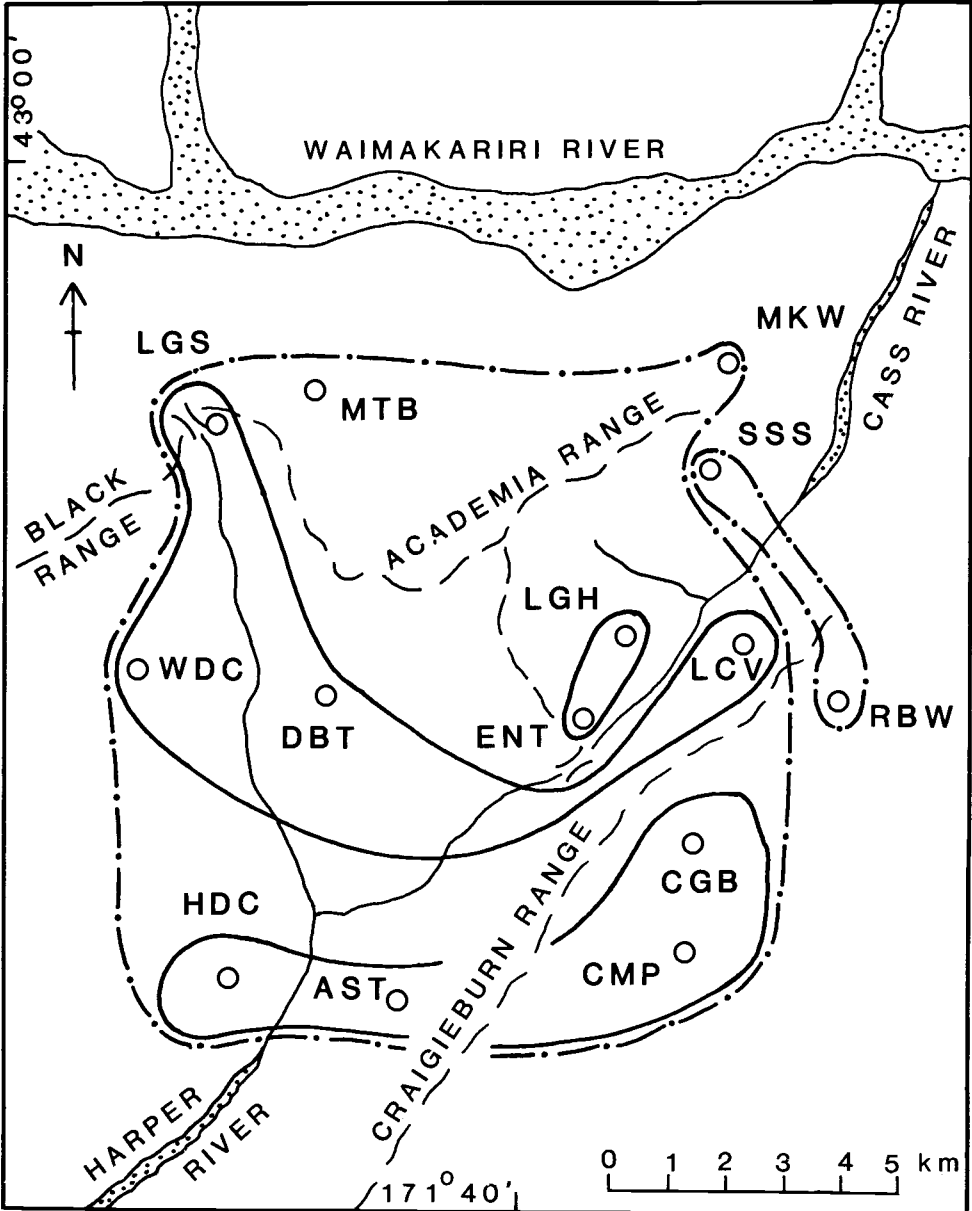 43°00'
WAIMAKARIRI RIVER
N
CASS RIVER
LGS
MKW
MTB
SSS
BLACK
RANGE
ACADEMIA RANGE
LGH
WDC
LCV
DBT
ENT
RBW
CGB
HDC
CMP
AST
CRAIGIEBURN RANGE
HARPER
RIVER
171°40'
0 1 2 3 4 5 km